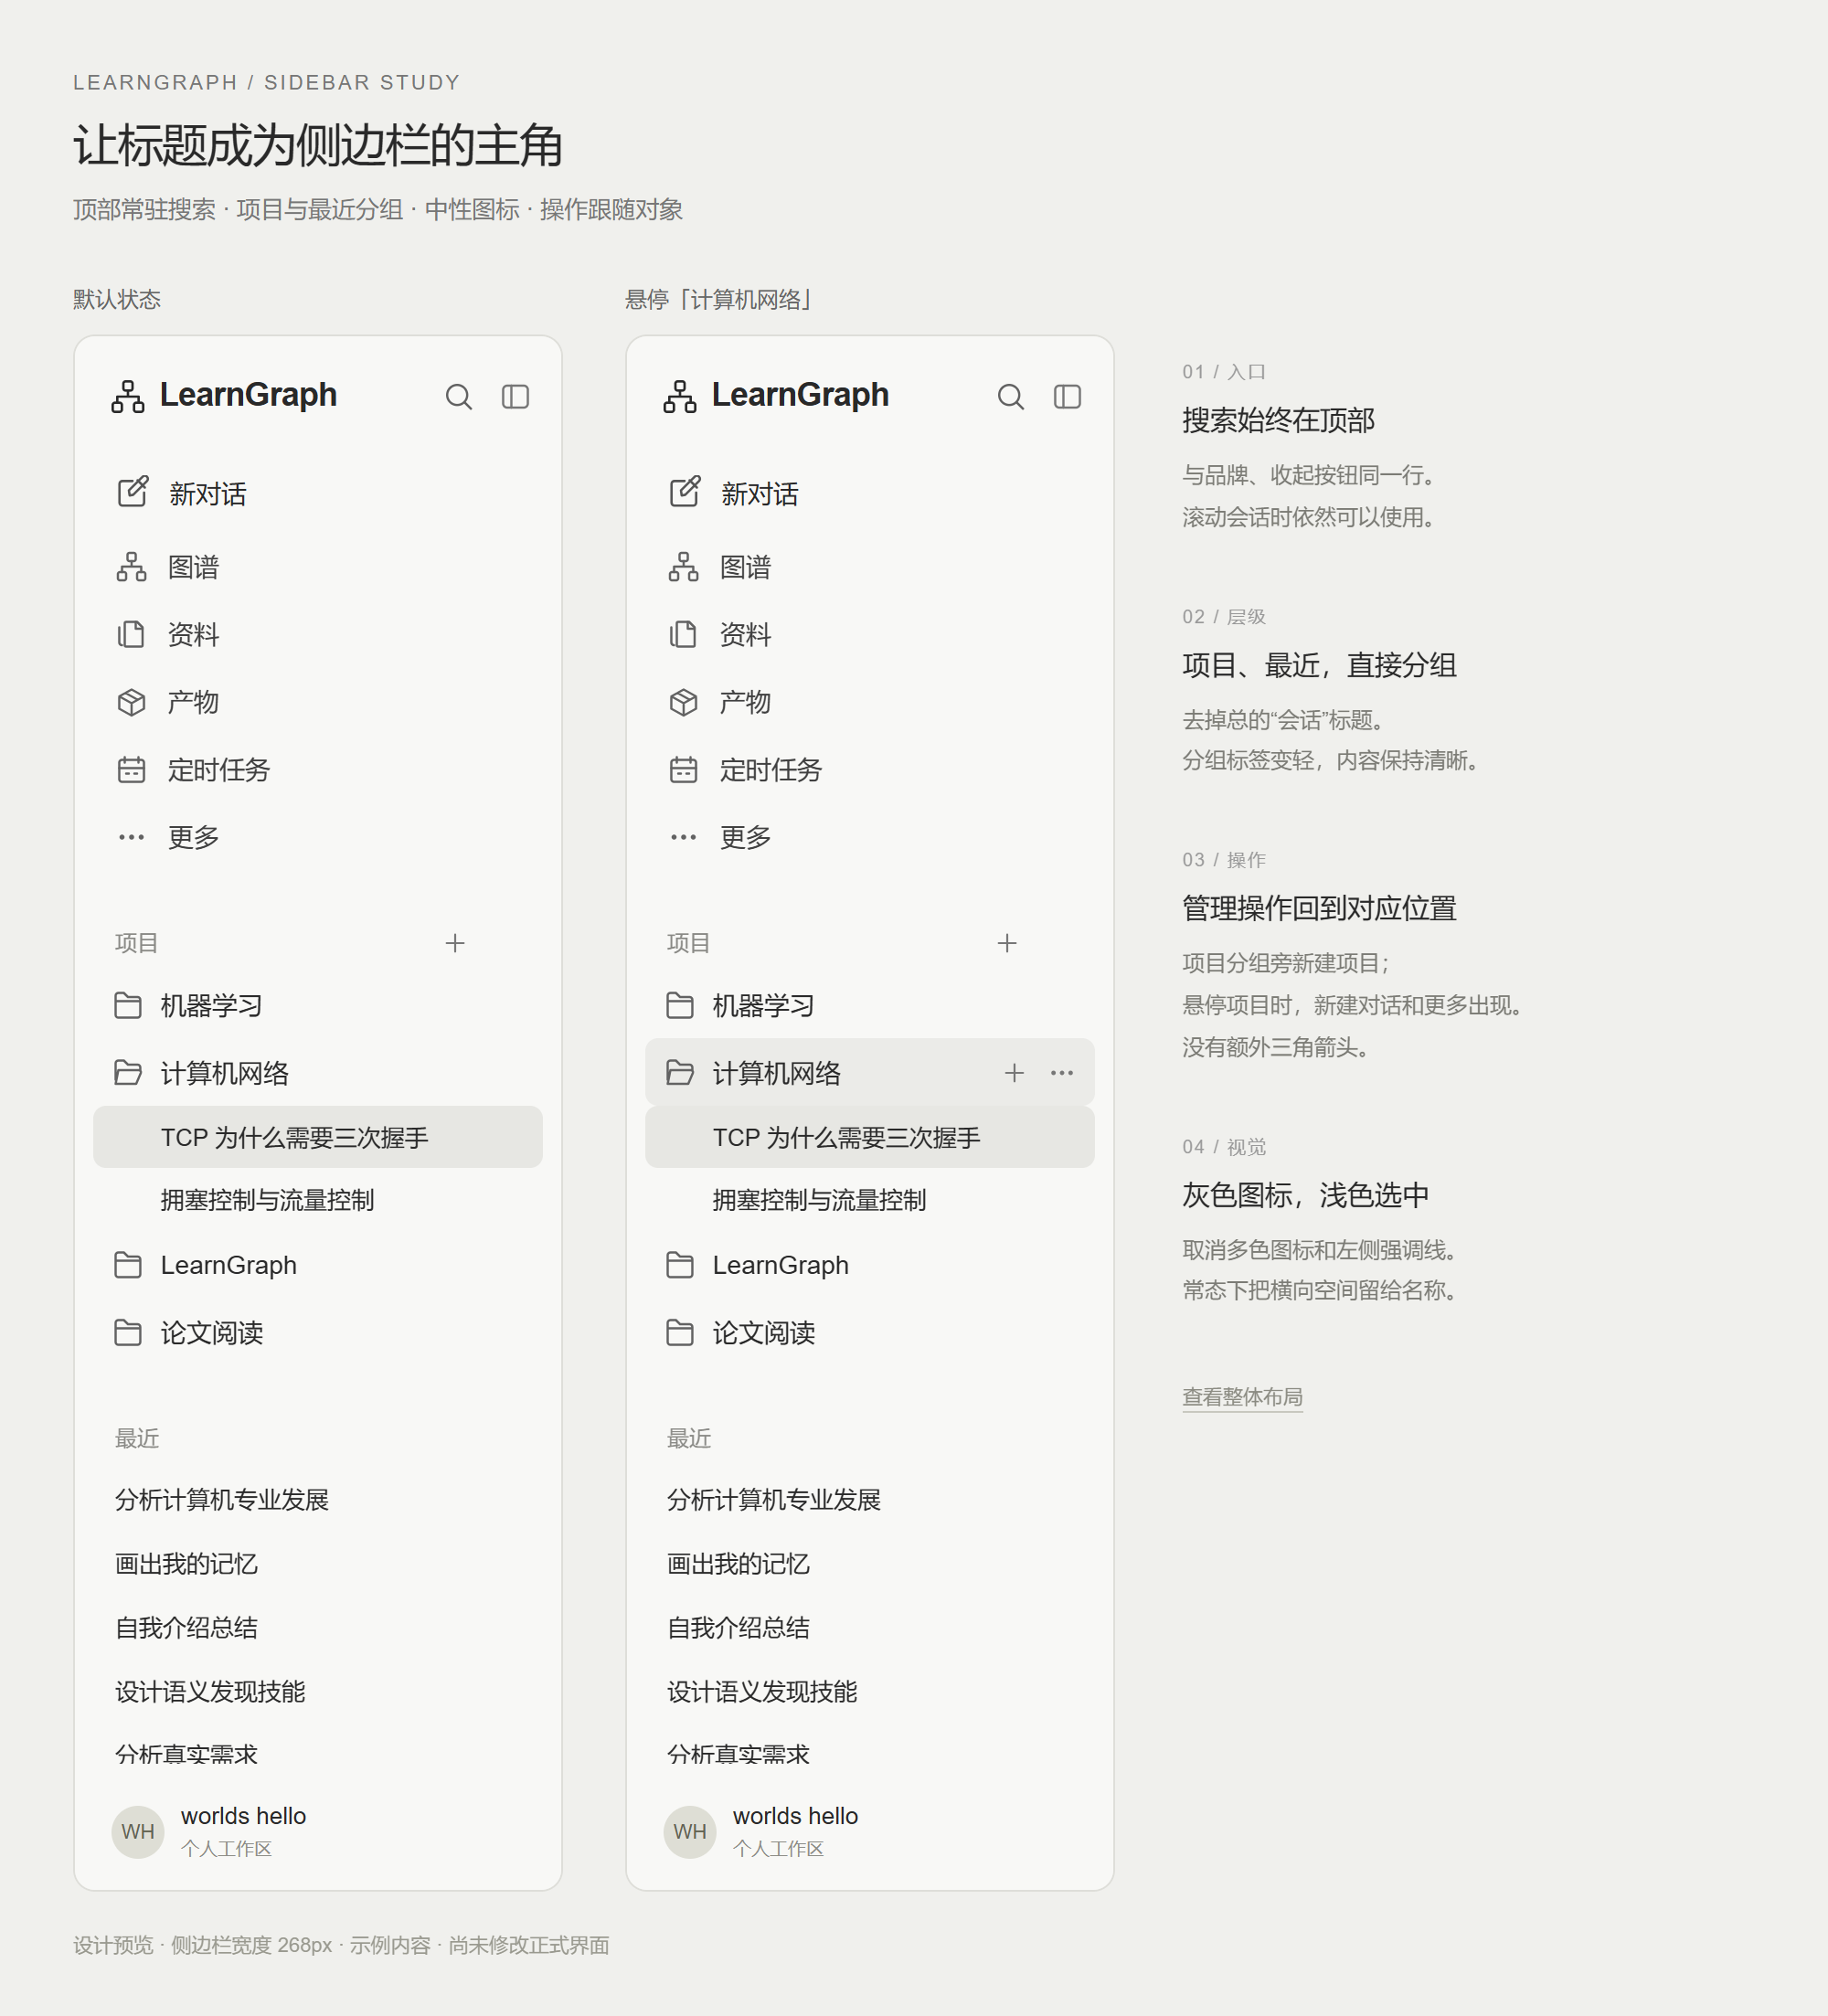 LEARNGRAPH / SIDEBAR STUDY
让标题成为侧边栏的主角
顶部常驻搜索 · 项目与最近分组 · 中性图标 · 操作跟随对象
默认状态
LearnGraph
新对话
图谱
资料
产物
定时任务
更多
项目
机器学习
计算机网络
TCP 为什么需要三次握手
拥塞控制与流量控制
LearnGraph
论文阅读
最近
分析计算机专业发展
画出我的记忆
自我介绍总结
设计语义发现技能
分析真实需求
WH
worlds hello
个人工作区
悬停「计算机网络」
LearnGraph
新对话
图谱
资料
产物
定时任务
更多
项目
机器学习
计算机网络
TCP 为什么需要三次握手
拥塞控制与流量控制
LearnGraph
论文阅读
最近
分析计算机专业发展
画出我的记忆
自我介绍总结
设计语义发现技能
分析真实需求
WH
worlds hello
个人工作区
01 / 入口
搜索始终在顶部
与品牌、收起按钮同一行。
滚动会话时依然可以使用。
02 / 层级
项目、最近，直接分组
去掉总的“会话”标题。
分组标签变轻，内容保持清晰。
03 / 操作
管理操作回到对应位置
项目分组旁新建项目；
悬停项目时，新建对话和更多出现。
没有额外三角箭头。
04 / 视觉
灰色图标，浅色选中
取消多色图标和左侧强调线。
常态下把横向空间留给名称。
查看整体布局
设计预览 · 侧边栏宽度 268px · 示例内容 · 尚未修改正式界面